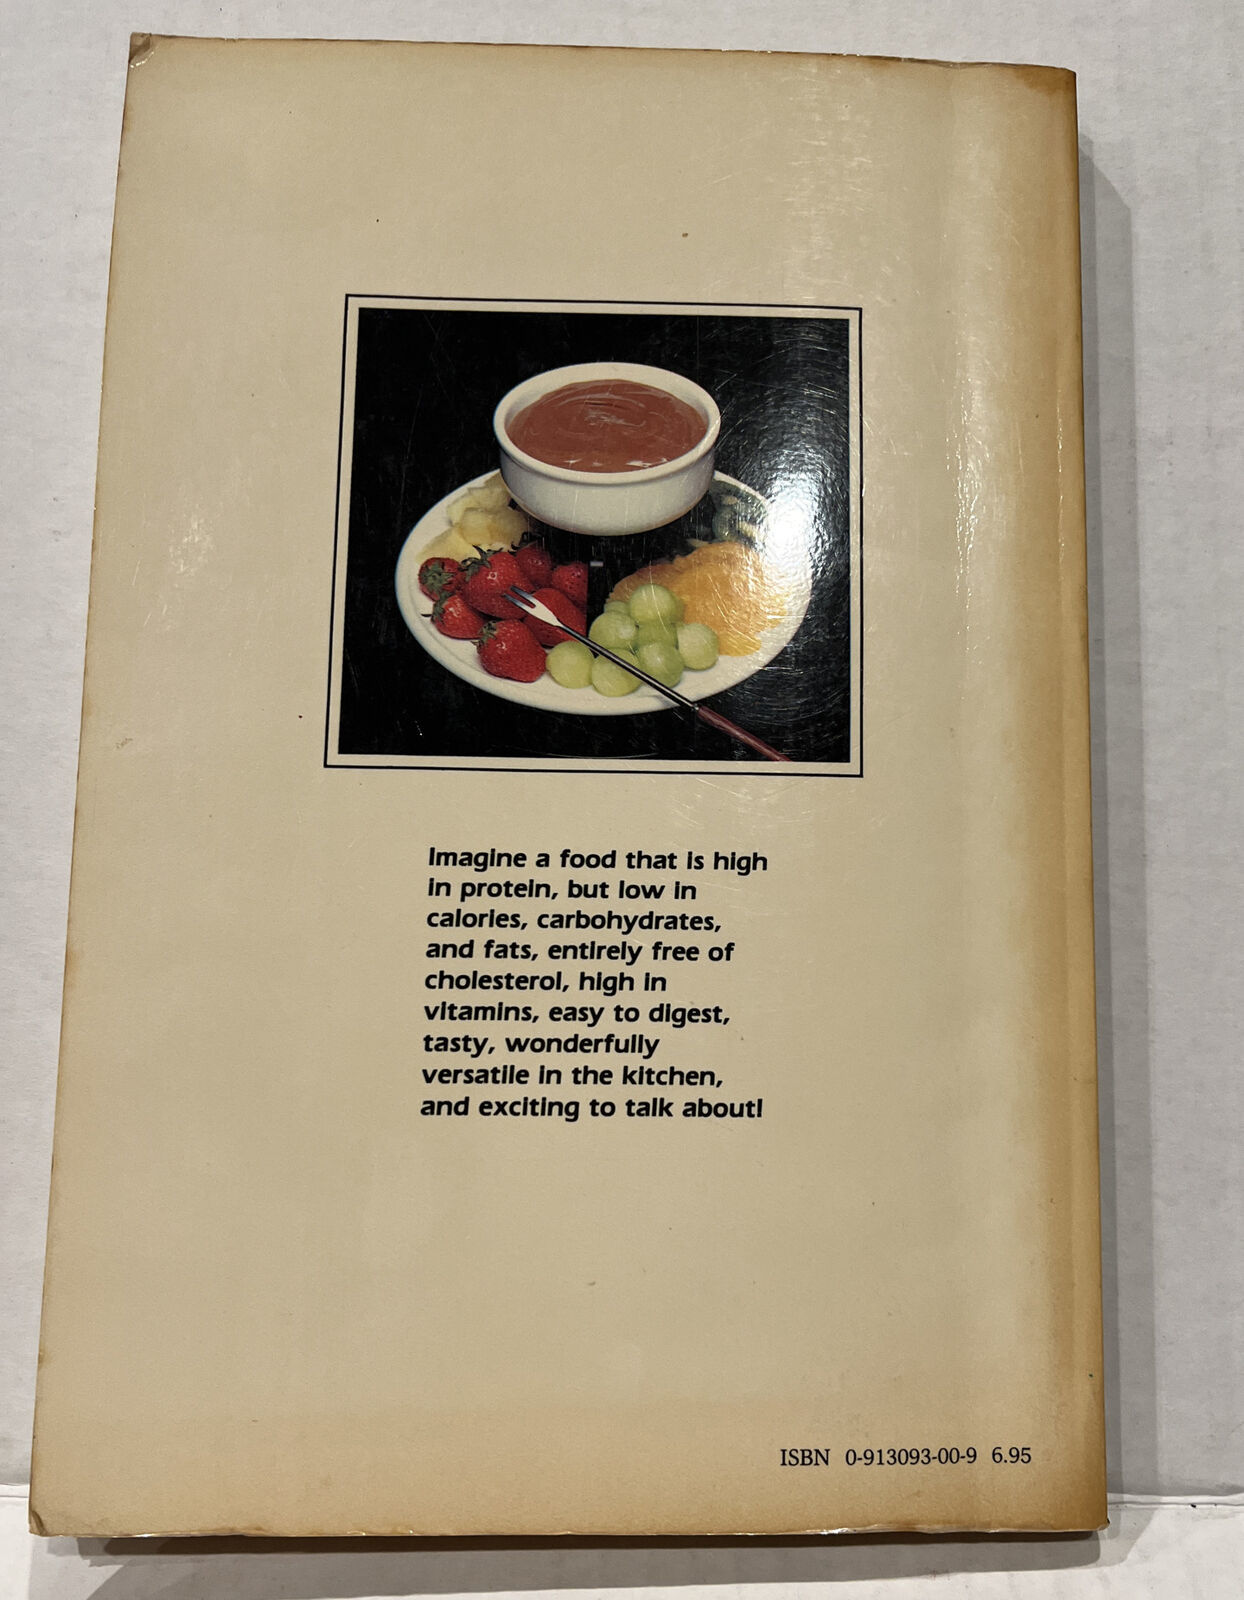 Imagine a food that is high
in protein, but low in
calories, carbohydrates,
and fats, entirely free of
cholesterol, high in
vitamins, easy to digest,
tasty, wonderfully
versatile in the kitchen,
and exciting to talk about!
ISBN 0-913093-00-9 6.95